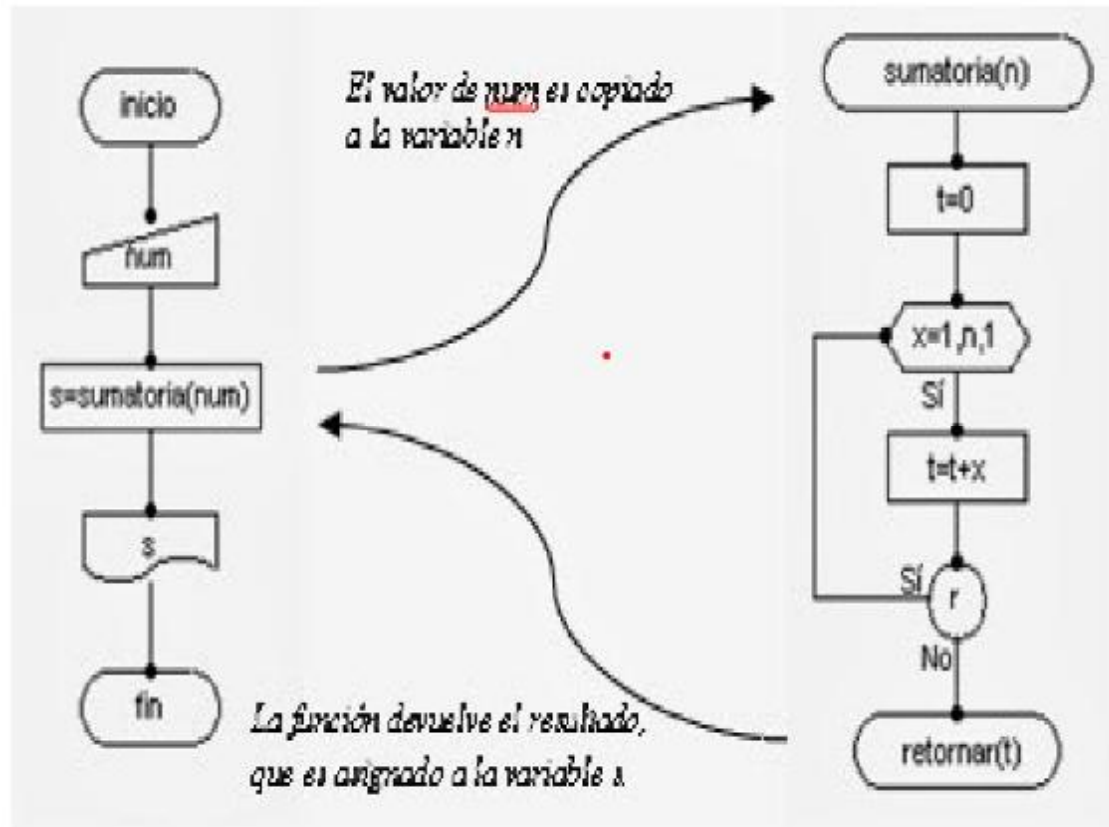 inicio
num
s=sumatoria(num)
s
fin
El valor de num es copiado
a la variable n
La función devuelve el resultado,
que es asignado a la variable s.
sumatoria(n)
t=0
x=1,n,1
Sí
t=t+x
Sí
r
No
retornar(t)